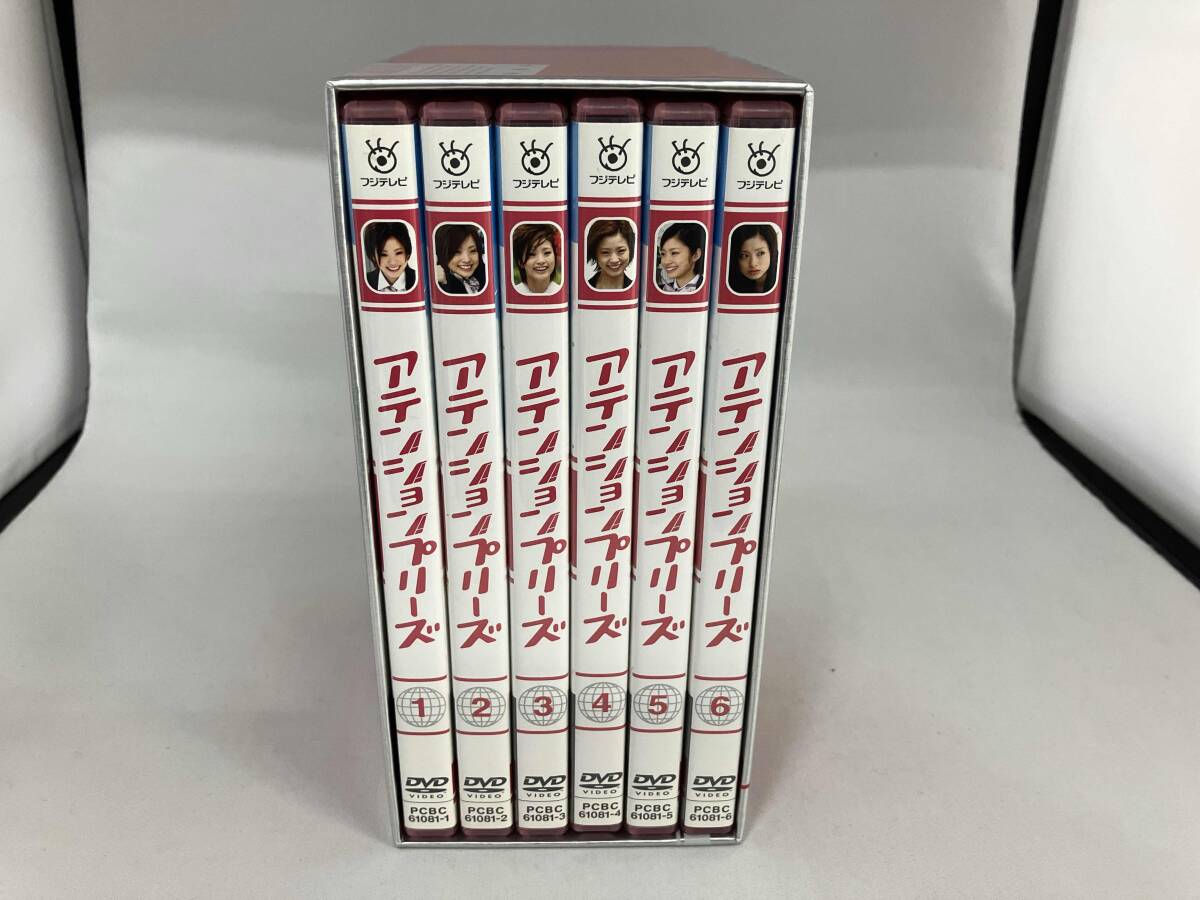 フジテレビ
アテンションプリーズ
1
DVD
VIDEO
PCBC
61081-1
フジテレビ
アテンションプリーズ
2
DVD
VIDEO
PCBC
61081-2
フジテレビ
アテンションプリーズ
3
DVD
VIDEO
PCBC
61081-3
フジテレビ
アテンションプリーズ
4
DVD
VIDEO
PCBC
61081-4
フジテレビ
アテンションプリーズ
5
DVD
VIDEO
PCBC
61081-5
フジテレビ
アテンションプリーズ
6
DVD
VIDEO
PCBC
61081-6